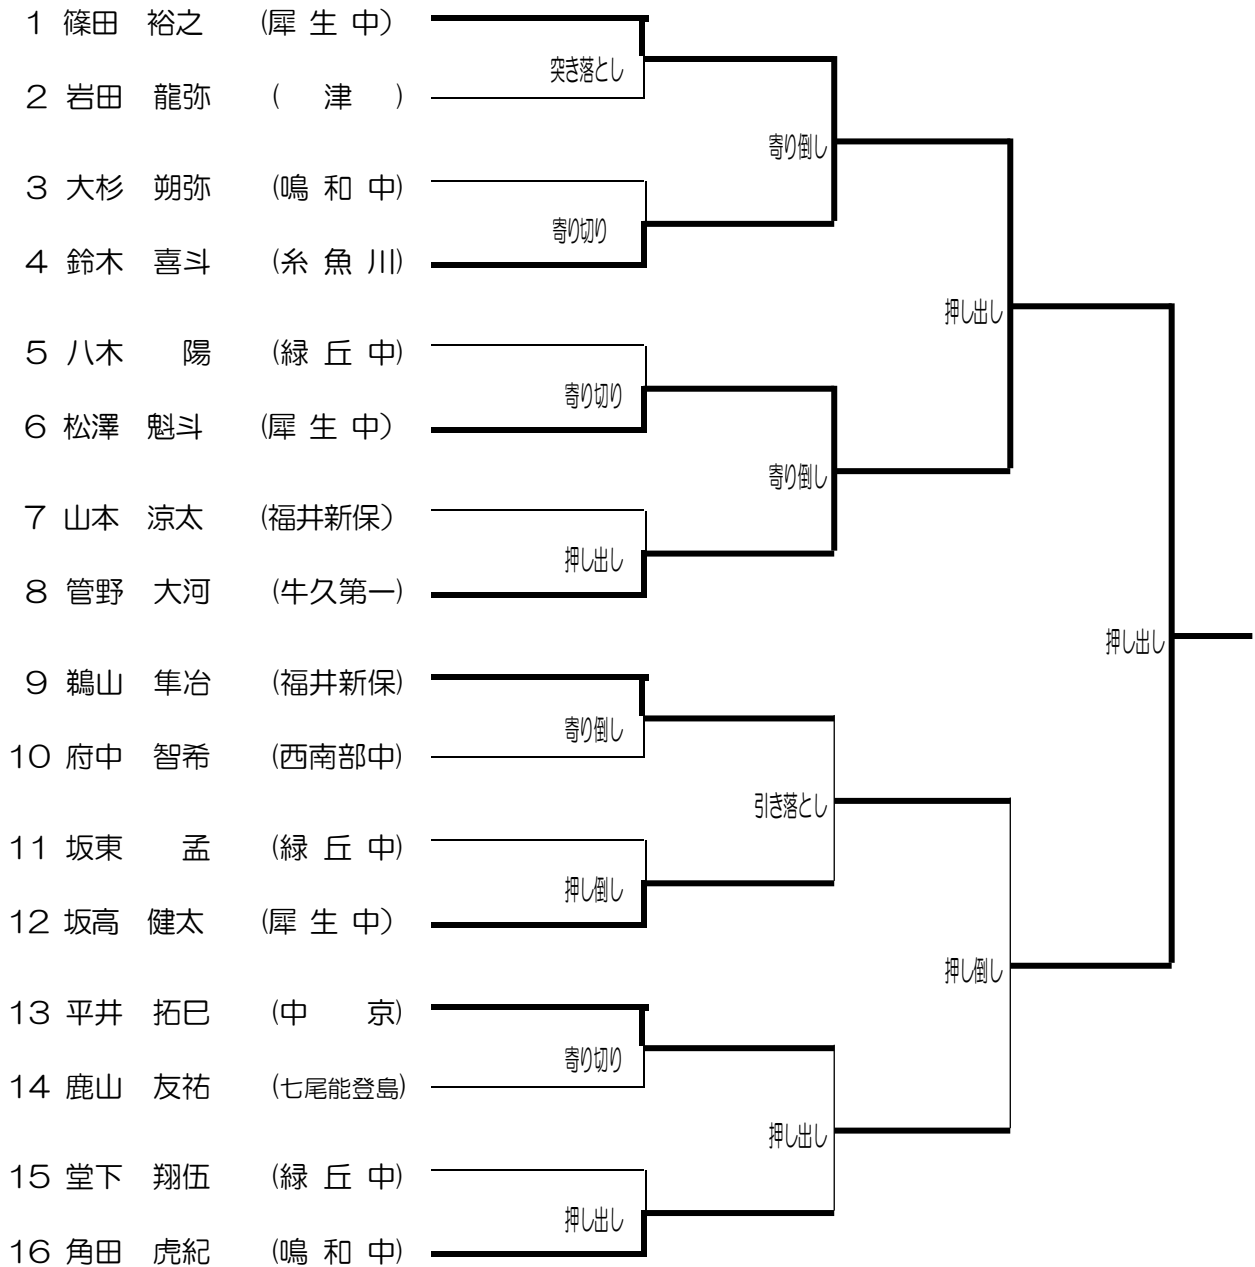 1 篠田 裕之 (犀 生 中)
突き落とし
2 岩田 龍弥 ( 津 )
寄り倒し
3 大杉 朔弥 (鳴 和 中)
寄り切り
4 鈴木 喜斗 (糸 魚 川)
押し出し
5 八木 陽 (緑 丘 中)
寄り切り
6 松澤 魁斗 (犀 生 中)
寄り倒し
7 山本 涼太 (福井新保)
押し出し
8 管野 大河 (牛久第一)
押し出し
9 鵜山 隼冶 (福井新保)
寄り倒し
10 府中 智希 (西南部中)
引き落とし
11 坂東 孟 (緑 丘 中)
押し倒し
12 坂高 健太 (犀 生 中)
押し倒し
13 平井 拓巳 (中 京)
寄り切り
14 鹿山 友祐 (七尾能登島)
押し出し
15 堂下 翔伍 (緑 丘 中)
押し出し
16 角田 虎紀 (鳴 和 中)